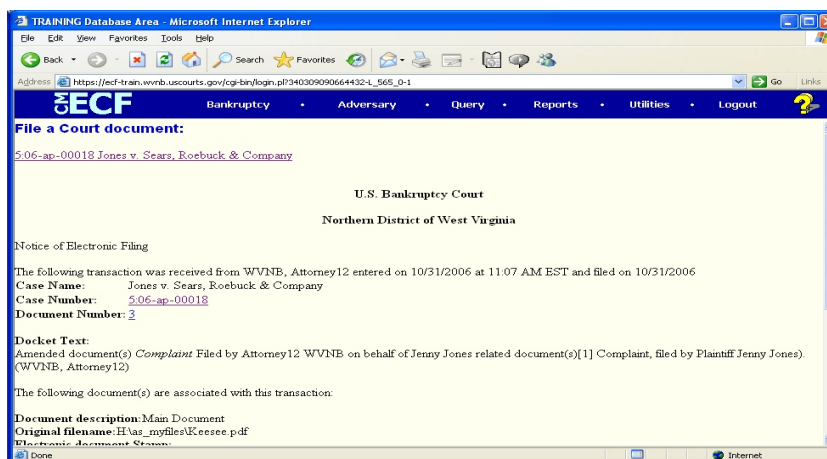 TRAINING Database Area - Microsoft Internet Explorer
File Edit View Favorites Tools Help
Back Search Favorites
Address https://ecf-train.wvnb.uscourts.gov/cgi-bin/login.pl?340309090664432-L_565_0-1 Go Links
CM ECF Bankruptcy • Adversary • Query • Reports • Utilities • Logout ?
File a Court document:
5:06-ap-00018 Jones v. Sears, Roebuck & Company
U.S. Bankruptcy Court
Northern District of West Virginia
Notice of Electronic Filing
The following transaction was received from WVNB, Attorney12 entered on 10/31/2006 at 11:07 AM EST and filed on 10/31/2006
Case Name: Jones v. Sears, Roebuck & Company
Case Number: 5:06-ap-00018
Document Number: 3
Docket Text:
Amended document(s) Complaint Filed by Attorney12 WVNB on behalf of Jenny Jones related document(s)[1] Complaint, filed by Plaintiff Jenny Jones).
(WVNB, Attorney12)
The following document(s) are associated with this transaction:
Document description:Main Document
Original filename:H:\as_myfiles\Keesee.pdf
Electronic document Stamp:
Done Internet